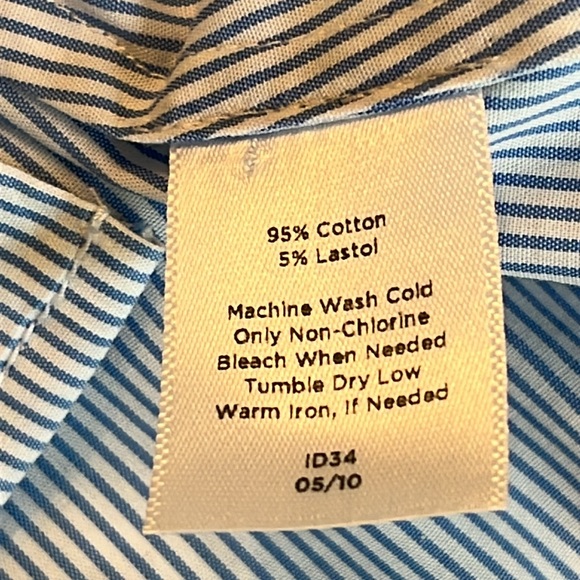 95% Cotton
5% Lastol
Machine Wash Cold
Only Non-Chlorine
Bleach When Needed
Tumble Dry Low
Warm Iron, If Needed
ID34
05/10